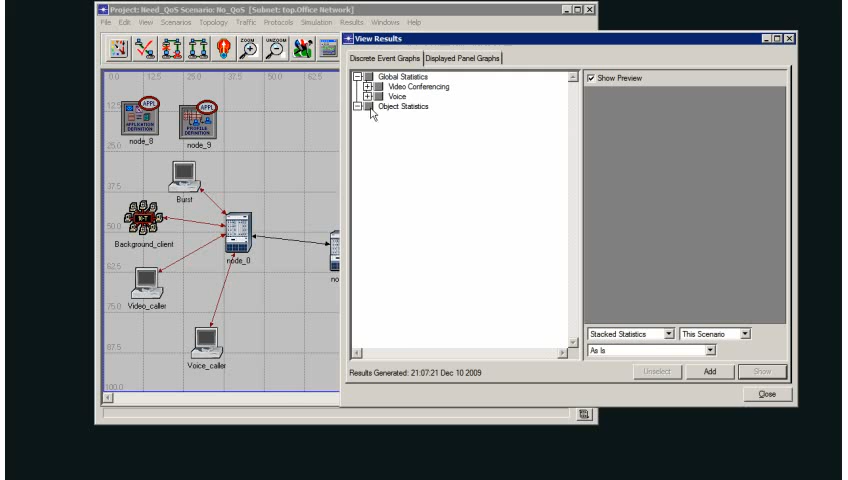 Project: Need_QoS Scenario: No_QoS [Subnet: top.Office Network]
File Edit View Scenarios Topology Traffic Protocols Simulation Results Windows Help
ZOOM
UNZOOM
0.0 12.5 25.0 37.5 50.0 62.5
12.5
25.0
37.5
50.0
62.5
75.0
87.5
100.0
APPL
APPLICATION
DEFINITION
node_8
APPL
PROFILE
DEFINITION
node_9
Burst
Background_client
node_0
no
Video_caller
Voice_caller
View Results
Discrete Event Graphs
Displayed Panel Graphs
Global Statistics
Video Conferencing
Voice
Object Statistics
Show Preview
Stacked Statistics
This Scenario
As Is
Results Generated: 21:07:21 Dec 10 2009
Unselect
Add
Show
Close